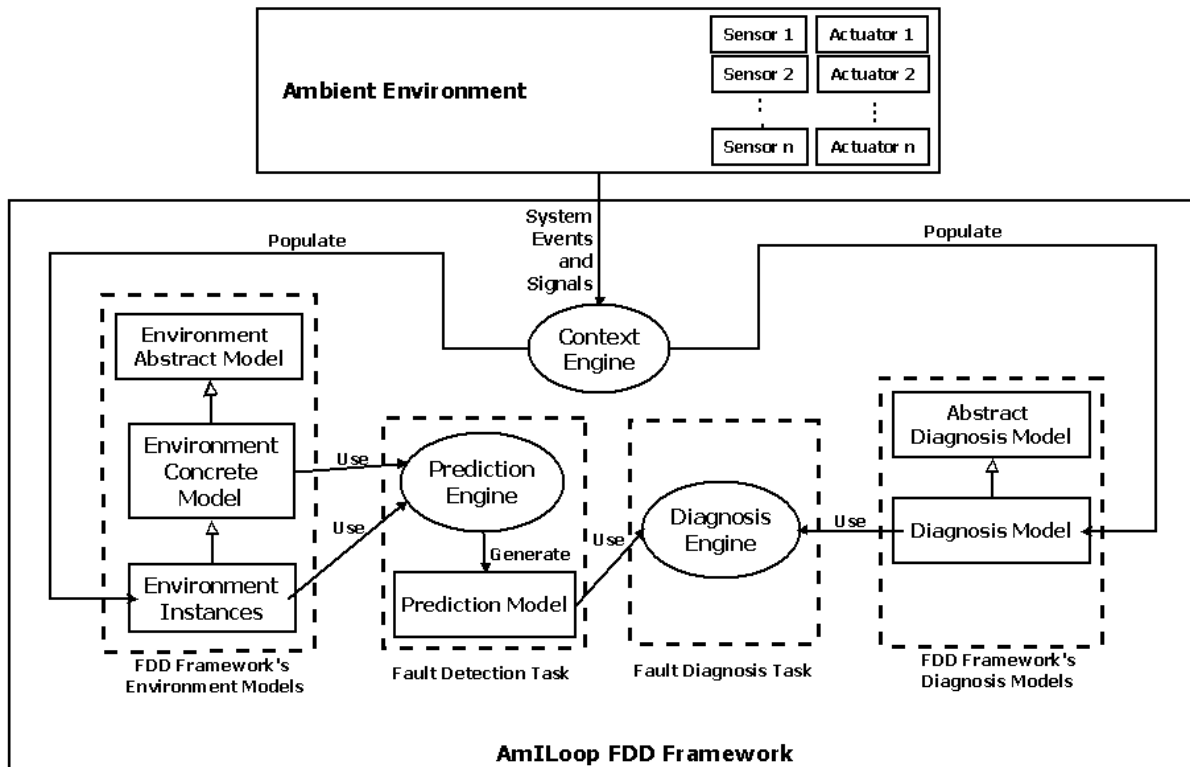 Ambient Environment
Sensor 1
Actuator 1
Sensor 2
Actuator 2
Sensor n
Actuator n
System
Events
and
Signals
Populate
Populate
Context
Engine
Environment
Abstract Model
Environment
Concrete
Model
Environment
Instances
FDD Framework's
Environment Models
Use
Use
Prediction
Engine
Generate
Prediction Model
Fault Detection Task
Use
Diagnosis
Engine
Fault Diagnosis Task
Use
Abstract
Diagnosis Model
Diagnosis Model
FDD Framework's
Diagnosis Models
AmILoop FDD Framework